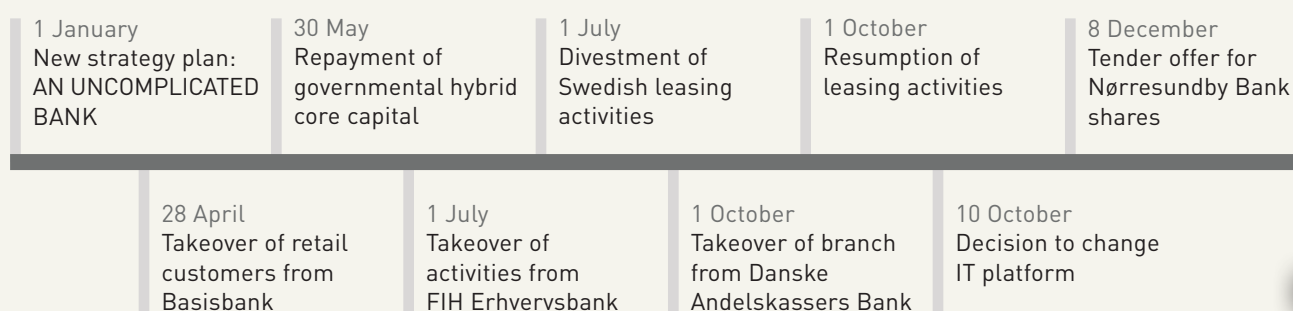 1 January
New strategy plan:
AN UNCOMPLICATED
BANK
30 May
Repayment of
governmental hybrid
core capital
1 July
Divestment of
Swedish leasing
activities
1 October
Resumption of
leasing activities
8 December
Tender offer for
Nørresundby Bank
shares
28 April
Takeover of retail
customers from
Basisbank
1 July
Takeover of
activities from
FIH Erhvervsbank
1 October
Takeover of branch
from Danske
Andelskassers Bank
10 October
Decision to change
IT platform